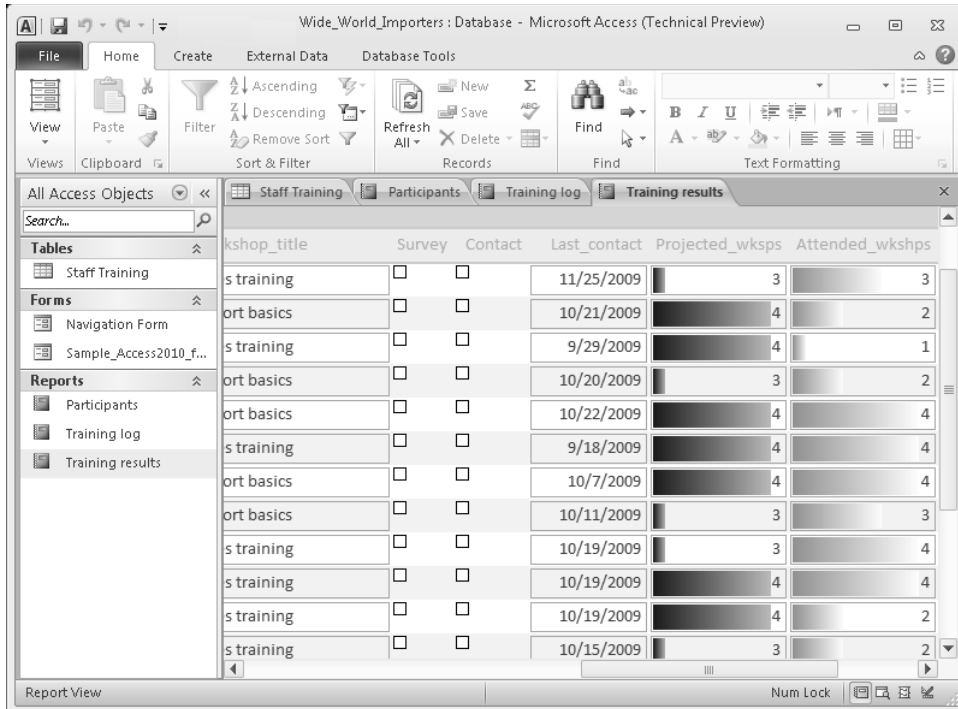 Wide_World_Importers : Database - Microsoft Access (Technical Preview)
File Home Create External Data Database Tools
View
Paste
Filter
Ascending
Descending
Remove Sort
Refresh All
New
Save
Delete
Find
Views Clipboard Sort & Filter Records Find Text Formatting
All Access Objects
Search...
Tables
Staff Training
Forms
Navigation Form
Sample_Access2010_f...
Reports
Participants
Training log
Training results
Staff Training Participants Training log Training results
kshop_title Survey Contact Last_contact Projected_wksps Attended_wkshps
s training 11/25/2009 3 3
ort basics 10/21/2009 4 2
s training 9/29/2009 4 1
ort basics 10/20/2009 3 2
ort basics 10/22/2009 4 4
s training 9/18/2009 4 4
ort basics 10/7/2009 4 4
ort basics 10/11/2009 3 3
s training 10/19/2009 3 4
s training 10/19/2009 4 4
s training 10/19/2009 4 2
s training 10/15/2009 3 2
Report View Num Lock